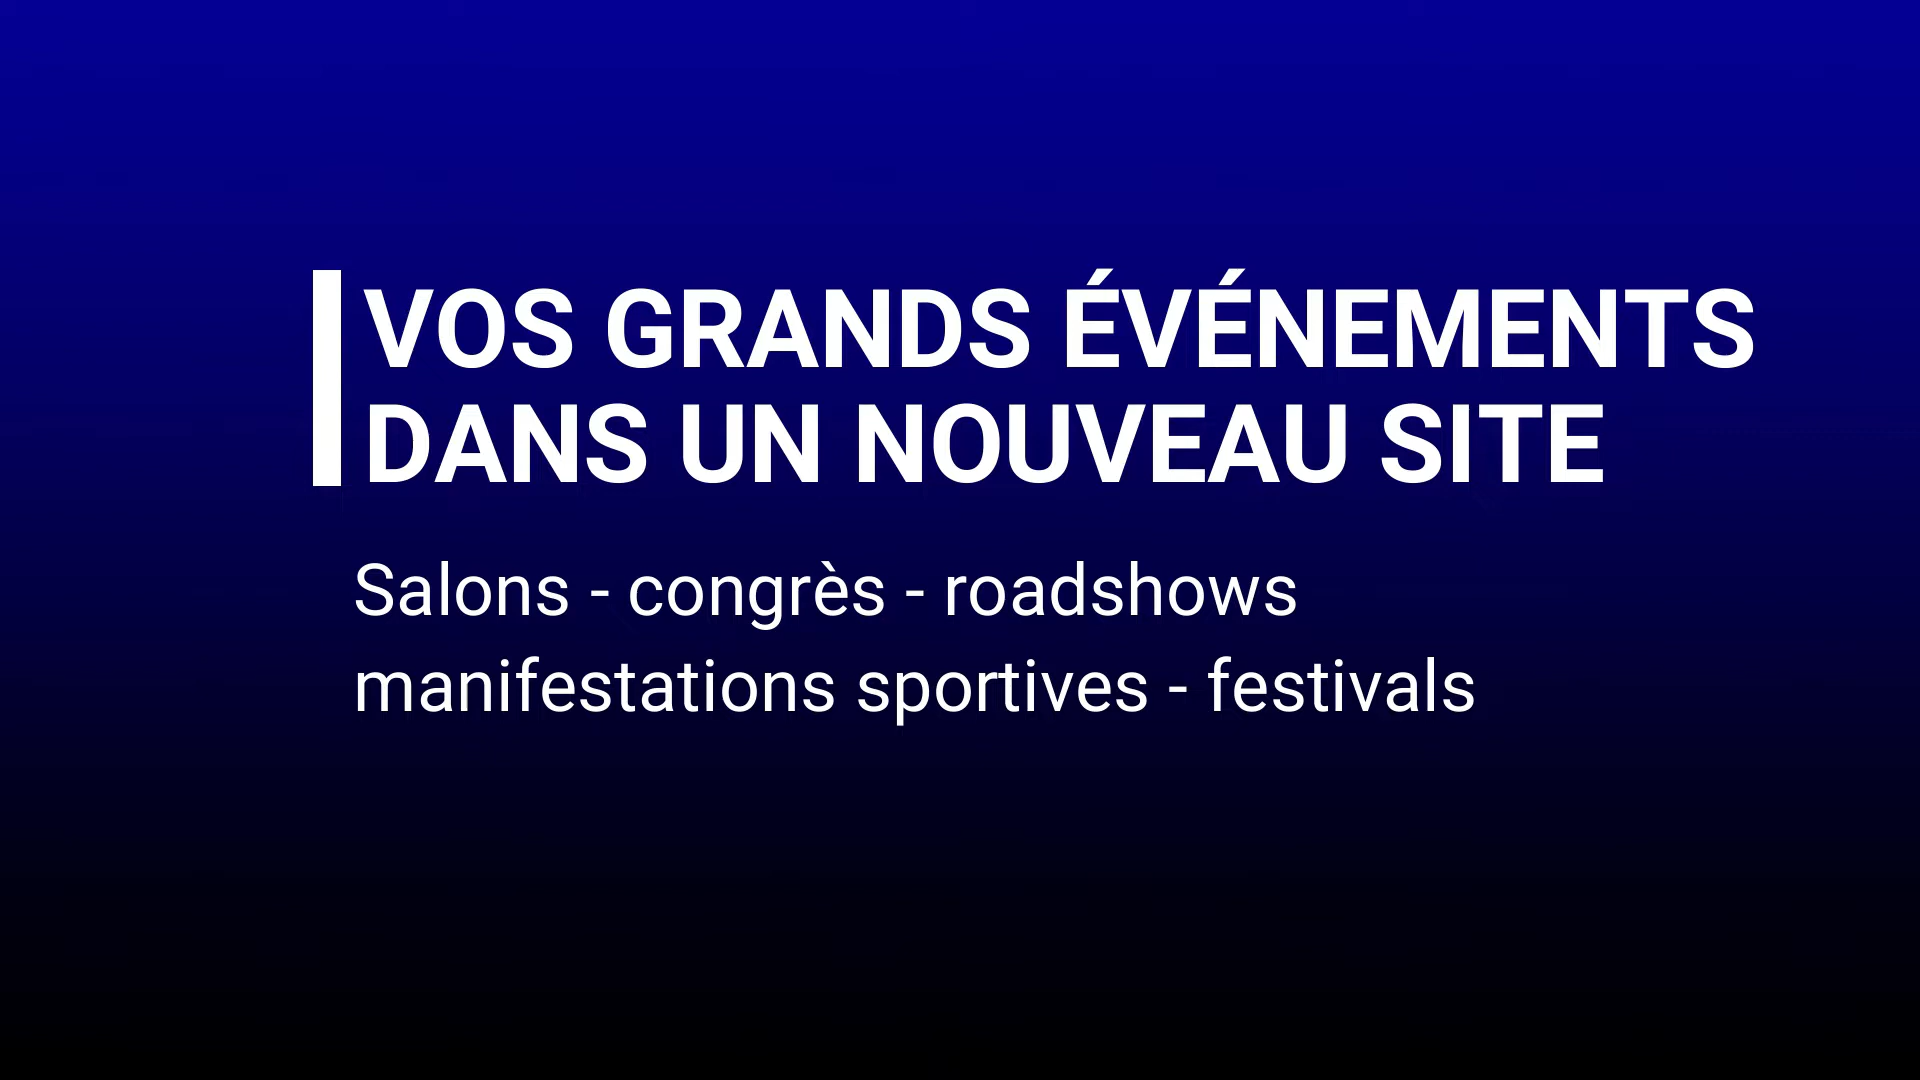 VOS GRANDS ÉVÉNEMENTS
DANS UN NOUVEAU SITE
Salons - congrès - roadshows
manifestations sportives - festivals